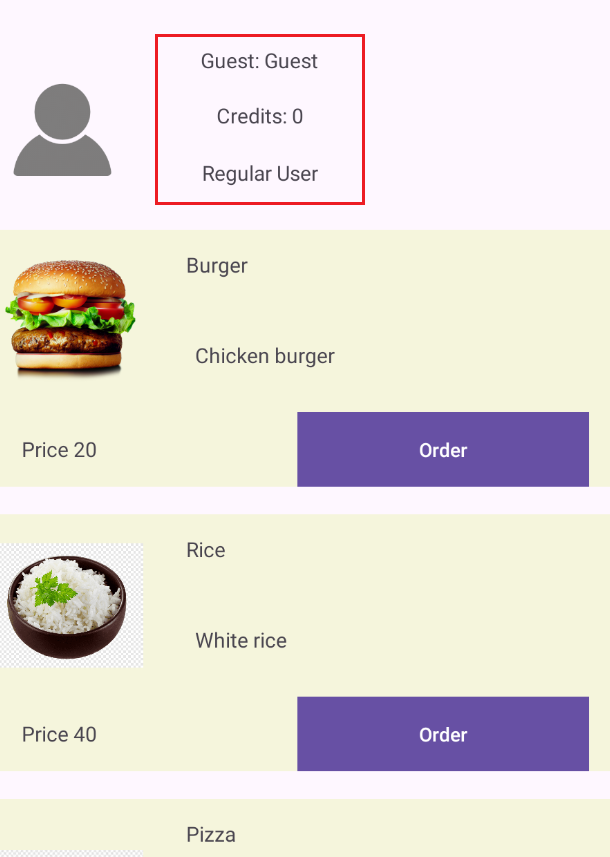 Guest: Guest
Credits: 0
Regular User
Burger
Chicken burger
Price 20
Order
Rice
White rice
Price 40
Order
Pizza